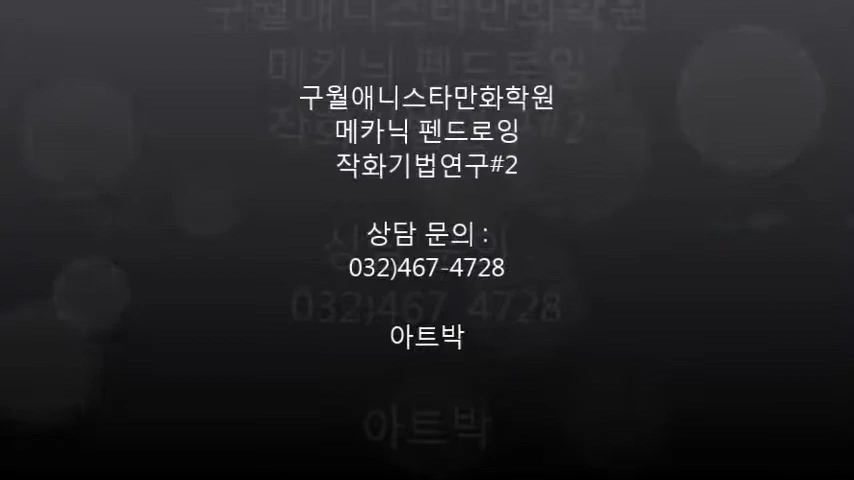 구월애니스타만화학원
메카닉 펜드로잉
작화기법연구#2
상담 문의 :
032)467-4728
아트박